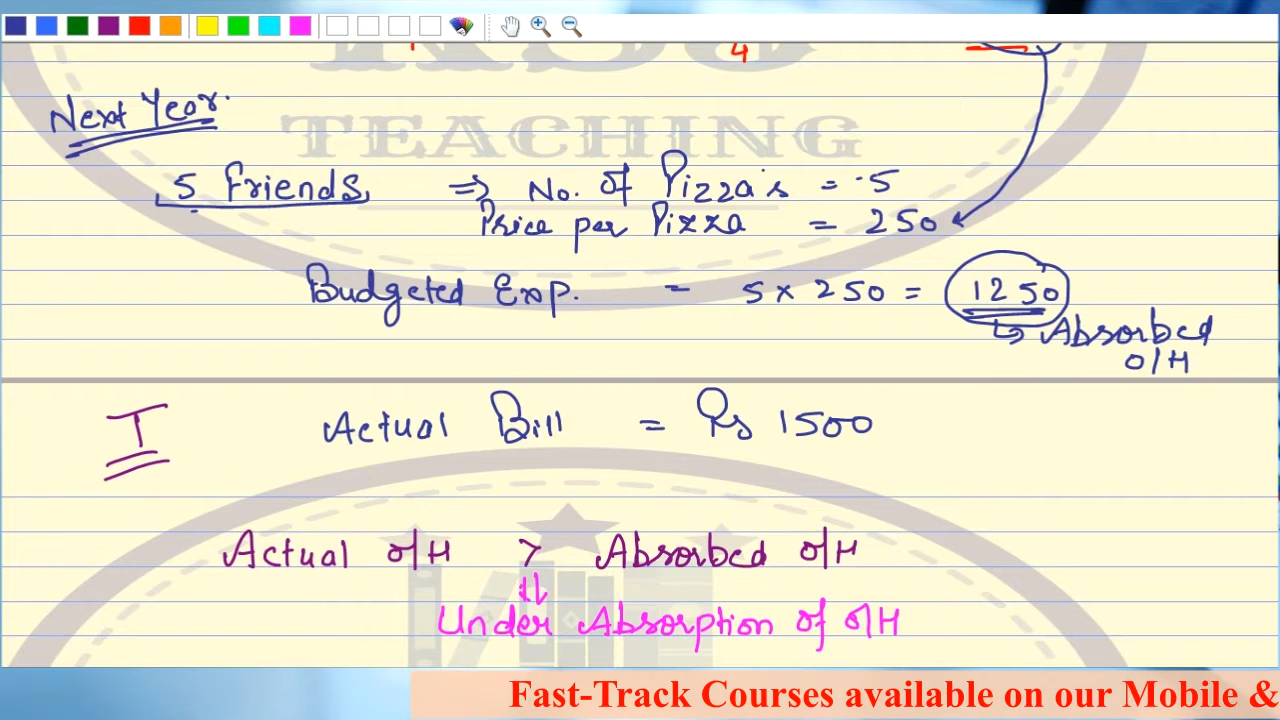 4
Next Year.
TEACHING
5 Friends ⇒ No. of Pizza's = 5
Price per Pizza = 250
Budgeted Exp. = 5 x 250 = 1250
↳ Absorbed
O/H
I Actual Bill = Rs 1500
Actual O/H > Absorbed O/H
⇓
Under Absorption of O/H
Fast-Track Courses available on our Mobile &